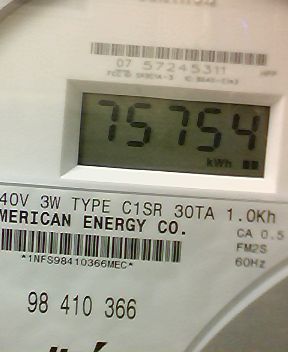 07 57245311
75754
kWh
40V 3W TYPE C1SR 30TA 1.0Kh
MERICAN ENERGY CO.
CA 0.5
FM2S
*1NFS98410366MEC*
60Hz
98 410 366